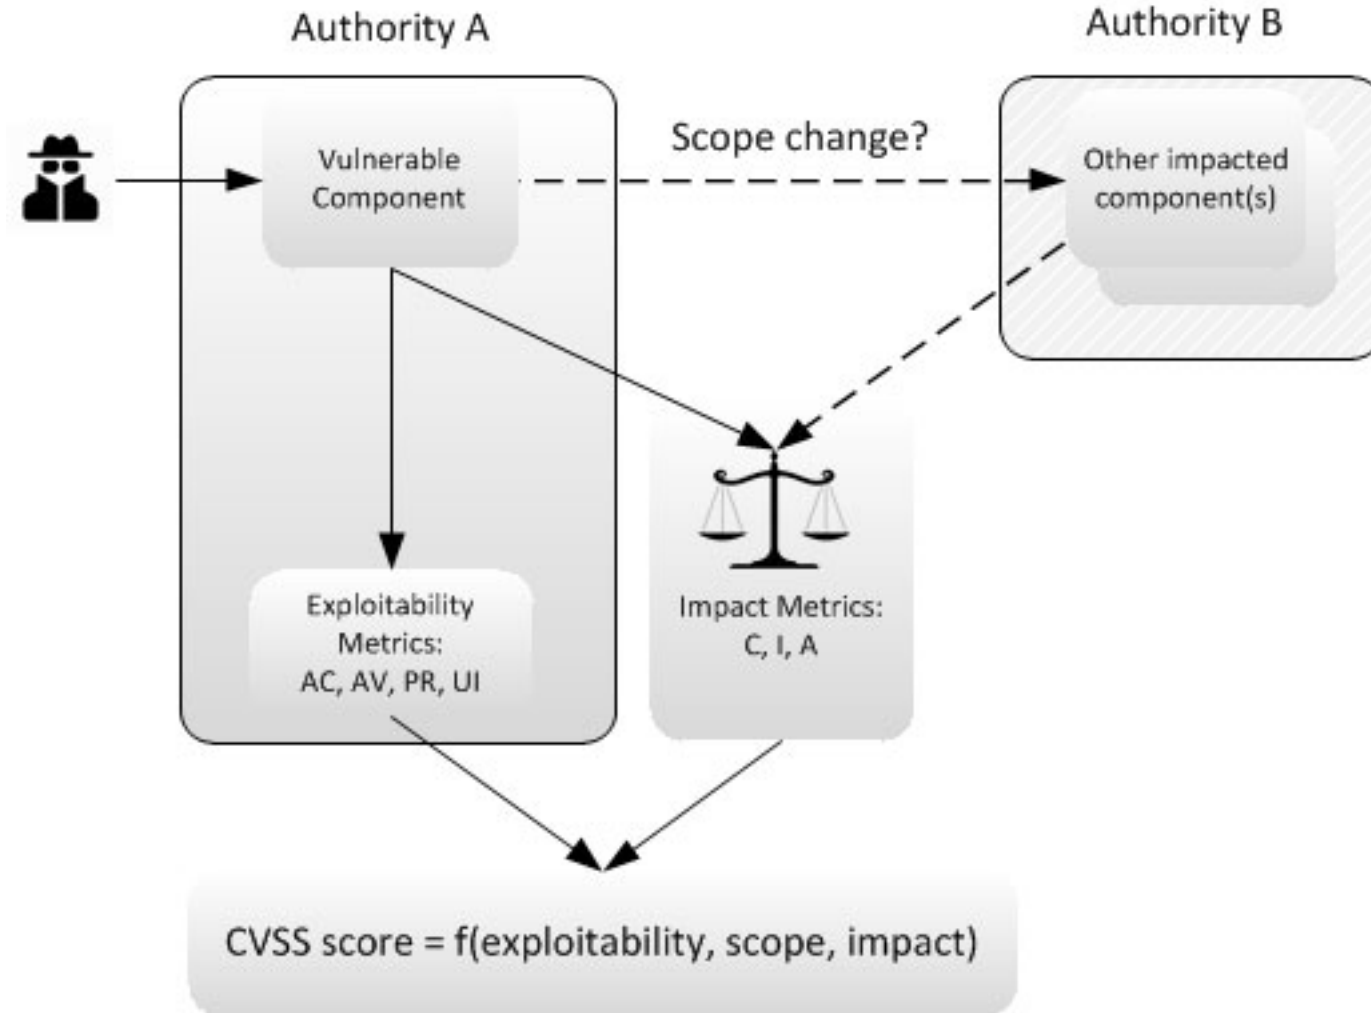 Authority A
Authority B
Scope change?
Vulnerable
Component
Other impacted
component(s)
Exploitability
Metrics:
AC, AV, PR, UI
Impact Metrics:
C, I, A
CVSS score = f(exploitability, scope, impact)